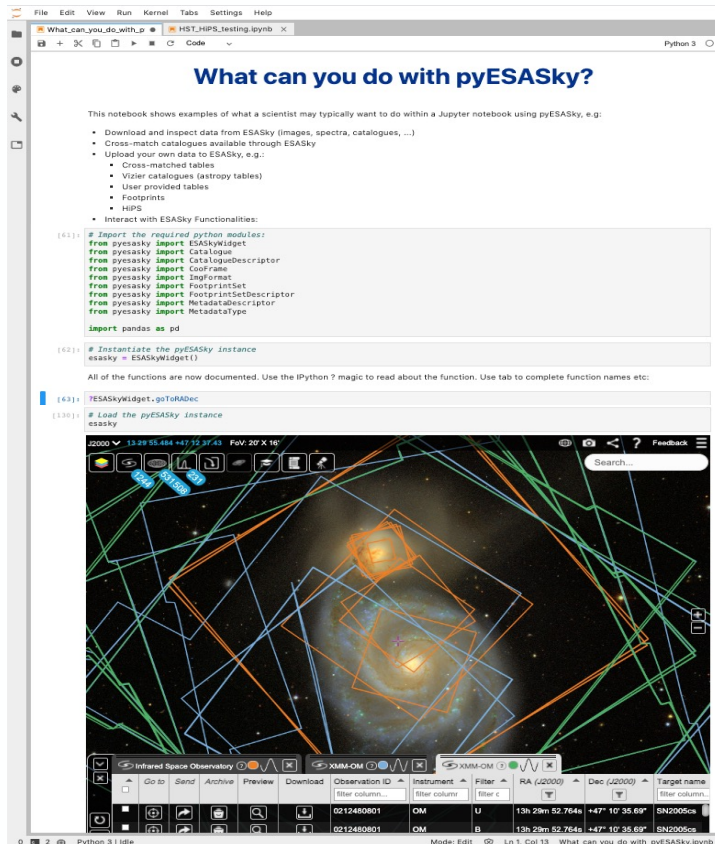 File Edit View Run Kernel Tabs Settings Help
What_can_you_do_with_p HST_HiPS_testing.ipynb
Code Python 3
What can you do with pyESASky?
This notebook shows examples of what a scientist may typically want to do within a Jupyter notebook using pyESASky, e.g:
Download and inspect data from ESASky (images, spectra, catalogues, ...)
Cross-match catalogues available through ESASky
Upload your own data to ESASky, e.g.:
Cross-matched tables
Vizier catalogues (astropy tables)
User provided tables
Footprints
HiPS
Interact with ESASky Functionalities:
[61]: # Import the required python modules:
from pyesasky import ESASkyWidget
from pyesasky import Catalogue
from pyesasky import CatalogueDescriptor
from pyesasky import CooFrame
from pyesasky import ImgFormat
from pyesasky import FootprintSet
from pyesasky import FootprintSetDescriptor
from pyesasky import MetadataDescriptor
from pyesasky import MetadataType
import pandas as pd
[62]: # Instantiate the pyESASky instance
esasky = ESASkyWidget()
All of the functions are now documented. Use the IPython ? magic to read about the function. Use tab to complete function names etc:
[63]: ?ESASkyWidget.goToRADec
[130]: # Load the pyESASky instance
esasky
J2000 13 29 55.484 +47 12 37.43 FoV: 20' X 16' ? Feedback
Search...
1244 531508 231
+
−
Infrared Space Observatory ? XMM-OM ? XMM-OM ?
Go to Send Archive Preview Download Observation ID Instrument Filter RA (J2000) Dec (J2000) Target name
filter column... filter columr filter c filter column...
0212480801 OM U 13h 29m 52.764s +47° 10' 35.69" SN2005cs
0212480801 OM B 13h 29m 52.764s +47° 10' 35.69" SN2005cs
0 2 Python 3 | Idle Mode: Edit Ln 1, Col 13 What_can_you_do_with_pyESASky.ipynb